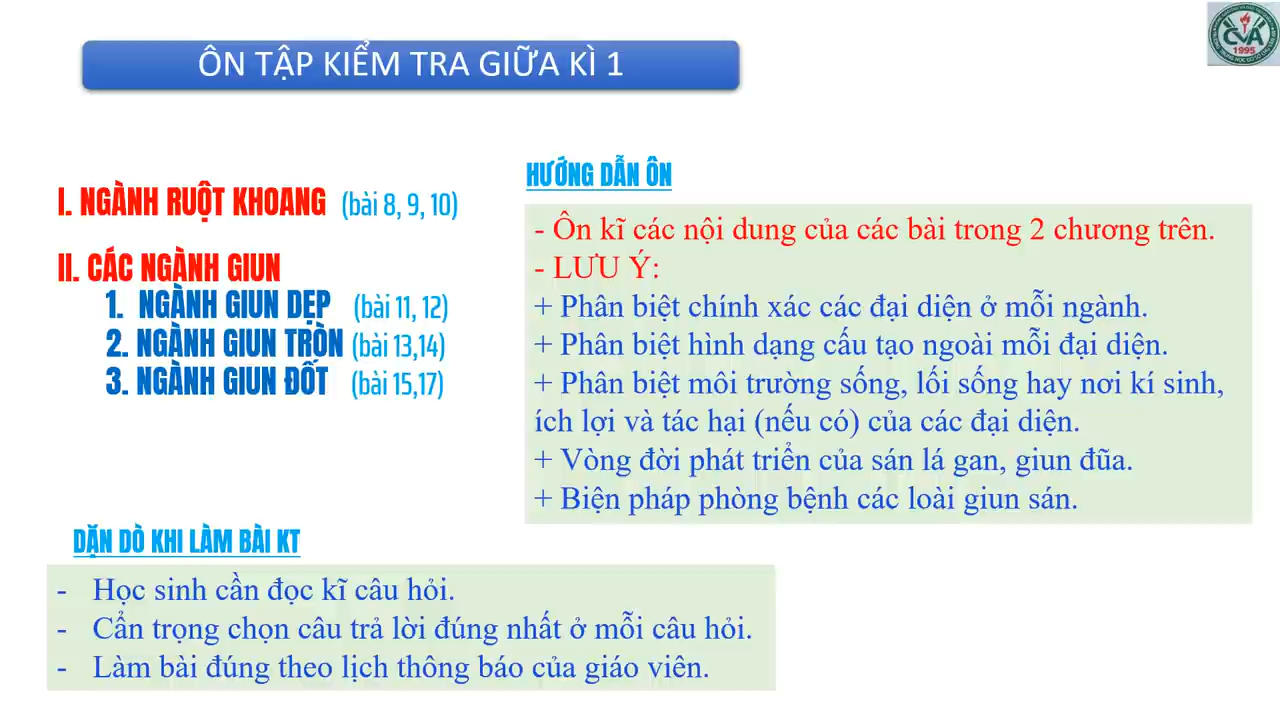 ÔN TẬP KIỂM TRA GIỮA KÌ 1
CVA
1995
I. NGÀNH RUỘT KHOANG (bài 8, 9, 10)
II. CÁC NGÀNH GIUN
1. NGÀNH GIUN DẸP (bài 11, 12)
2. NGÀNH GIUN TRÒN (bài 13,14)
3. NGÀNH GIUN ĐỐT (bài 15,17)
HƯỚNG DẪN ÔN
- Ôn kĩ các nội dung của các bài trong 2 chương trên.
- LƯU Ý:
+ Phân biệt chính xác các đại diện ở mỗi ngành.
+ Phân biệt hình dạng cấu tạo ngoài mỗi đại diện.
+ Phân biệt môi trường sống, lối sống hay nơi kí sinh,
ích lợi và tác hại (nếu có) của các đại diện.
+ Vòng đời phát triển của sán lá gan, giun đũa.
+ Biện pháp phòng bệnh các loài giun sán.
DẶN DÒ KHI LÀM BÀI KT
- Học sinh cần đọc kĩ câu hỏi.
- Cẩn trọng chọn câu trả lời đúng nhất ở mỗi câu hỏi.
- Làm bài đúng theo lịch thông báo của giáo viên.